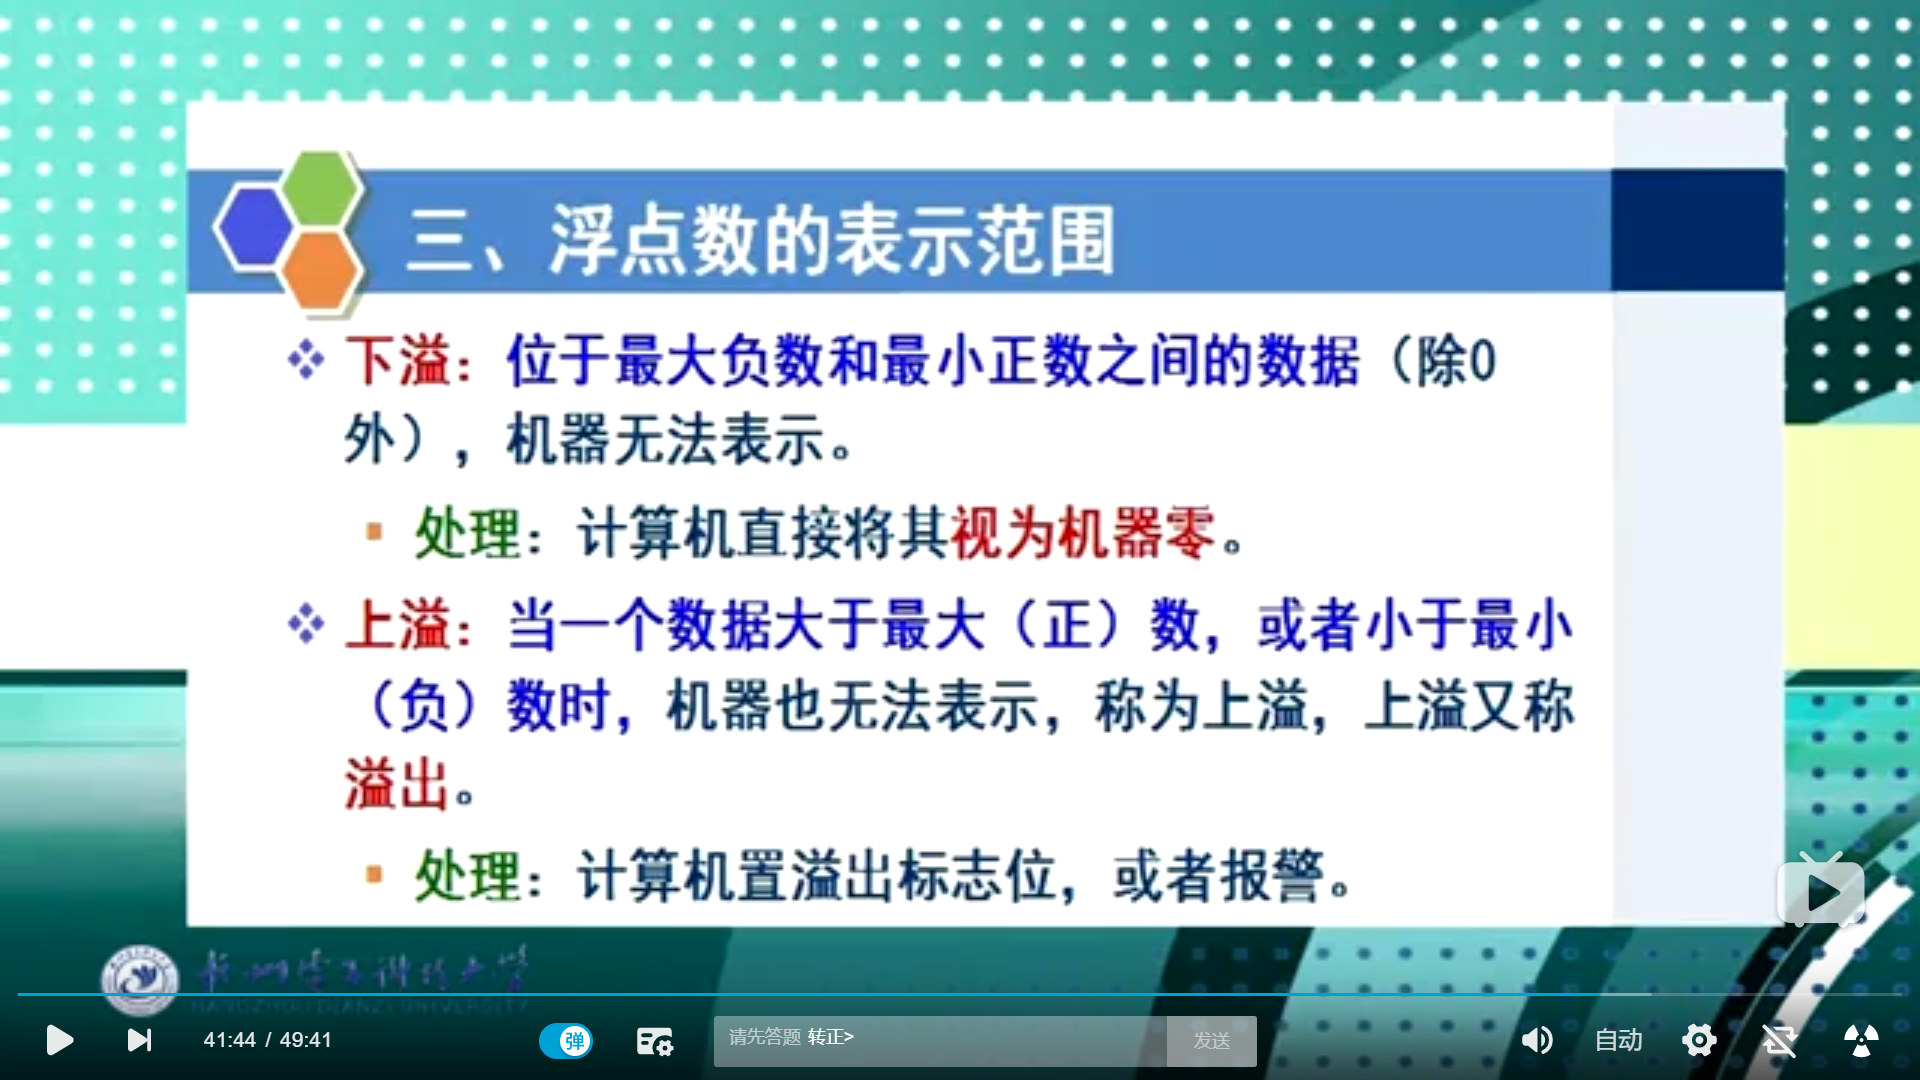 三、浮点数的表示范围
下溢：位于最大负数和最小正数之间的数据（除0
外），机器无法表示。
处理：计算机直接将其视为机器零。
上溢：当一个数据大于最大（正）数，或者小于最小
（负）数时，机器也无法表示，称为上溢，上溢又称
溢出。
处理：计算机置溢出标志位，或者报警。
杭州电子科技大学
HANGZHOU DIANZI UNIVERSITY
41:44 / 49:41
弹
请先答题 转正>
发送
自动